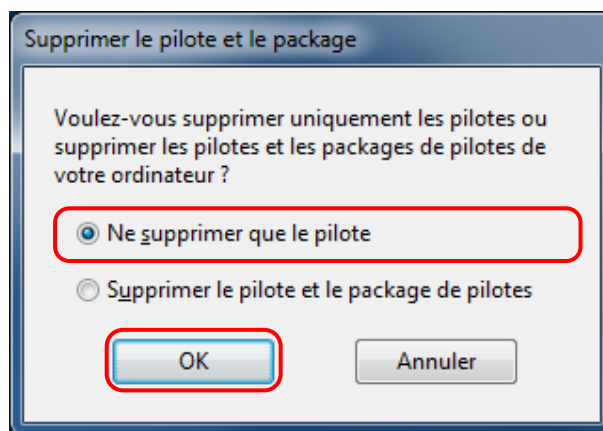 Supprimer le pilote et le package
Voulez-vous supprimer uniquement les pilotes ou
supprimer les pilotes et les packages de pilotes de
votre ordinateur ?
Ne supprimer que le pilote
Supprimer le pilote et le package de pilotes
OK
Annuler